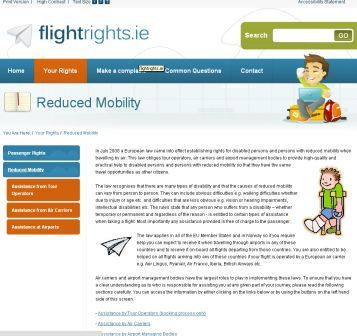 Print Version | High Contrast | Text Size
Accessibility Statement
flightrights.ie
Search
GO
Home
Your Rights
Make a compla
flight-rights.ie
Common Questions
Contact
Reduced Mobility
You Are Here: / Your Rights / Reduced Mobility
Passenger Rights
Reduced Mobility
Assistance from Tour
Operators
Assistance from Air Carriers
Assistance at Airports
In July 2008 a European law came into effect establishing rights for disabled persons and persons with reduced mobility when
travelling by air. This law obliges tour operators, air carriers and airport management bodies to provide high-quality and
practical help to disabled persons and persons with reduced mobility so that they have the same
travel opportunities as other citizens.
The law recognises that there are many types of disability and that the causes of reduced mobility
can vary from person to person. They can include obvious difficulties e.g. walking difficulties whether
due to injury or age etc. and difficulties that are less obvious e.g. vision or hearing impairments,
intellectual disabilities etc. The rules state that any person who suffers from a disability – whether
temporary or permanent and regardless of the reason - is entitled to certain types of assistance
when taking a flight. Most importantly any assistance provided is free of charge to the passenger.
The law applies in all of the EU Member States and in Norway so if you require
help you can expect to receive it when travelling through airports in any of these
countries and to receive it on-board all flights departing from these countries. You are also entitled to be
helped on all flights arriving into any of these countries if your flight is operated by a European air carrier
e.g. Aer Lingus, Ryanair, Air France, Iberia, British Airways etc.
Air carriers and airport management bodies have the largest roles to play in implementing these laws. To ensure that you have
a clear understanding as to who is responsible for assisting you at any given part of your journey, please read the following
sections carefully. You can access the information by either clicking on the links below or by using the buttons on the left hand
side of this screen:
- Assistance by Tour Operators (booking process only)
- Assistance by Air Carriers
- Assistance by Airport Managing Bodies